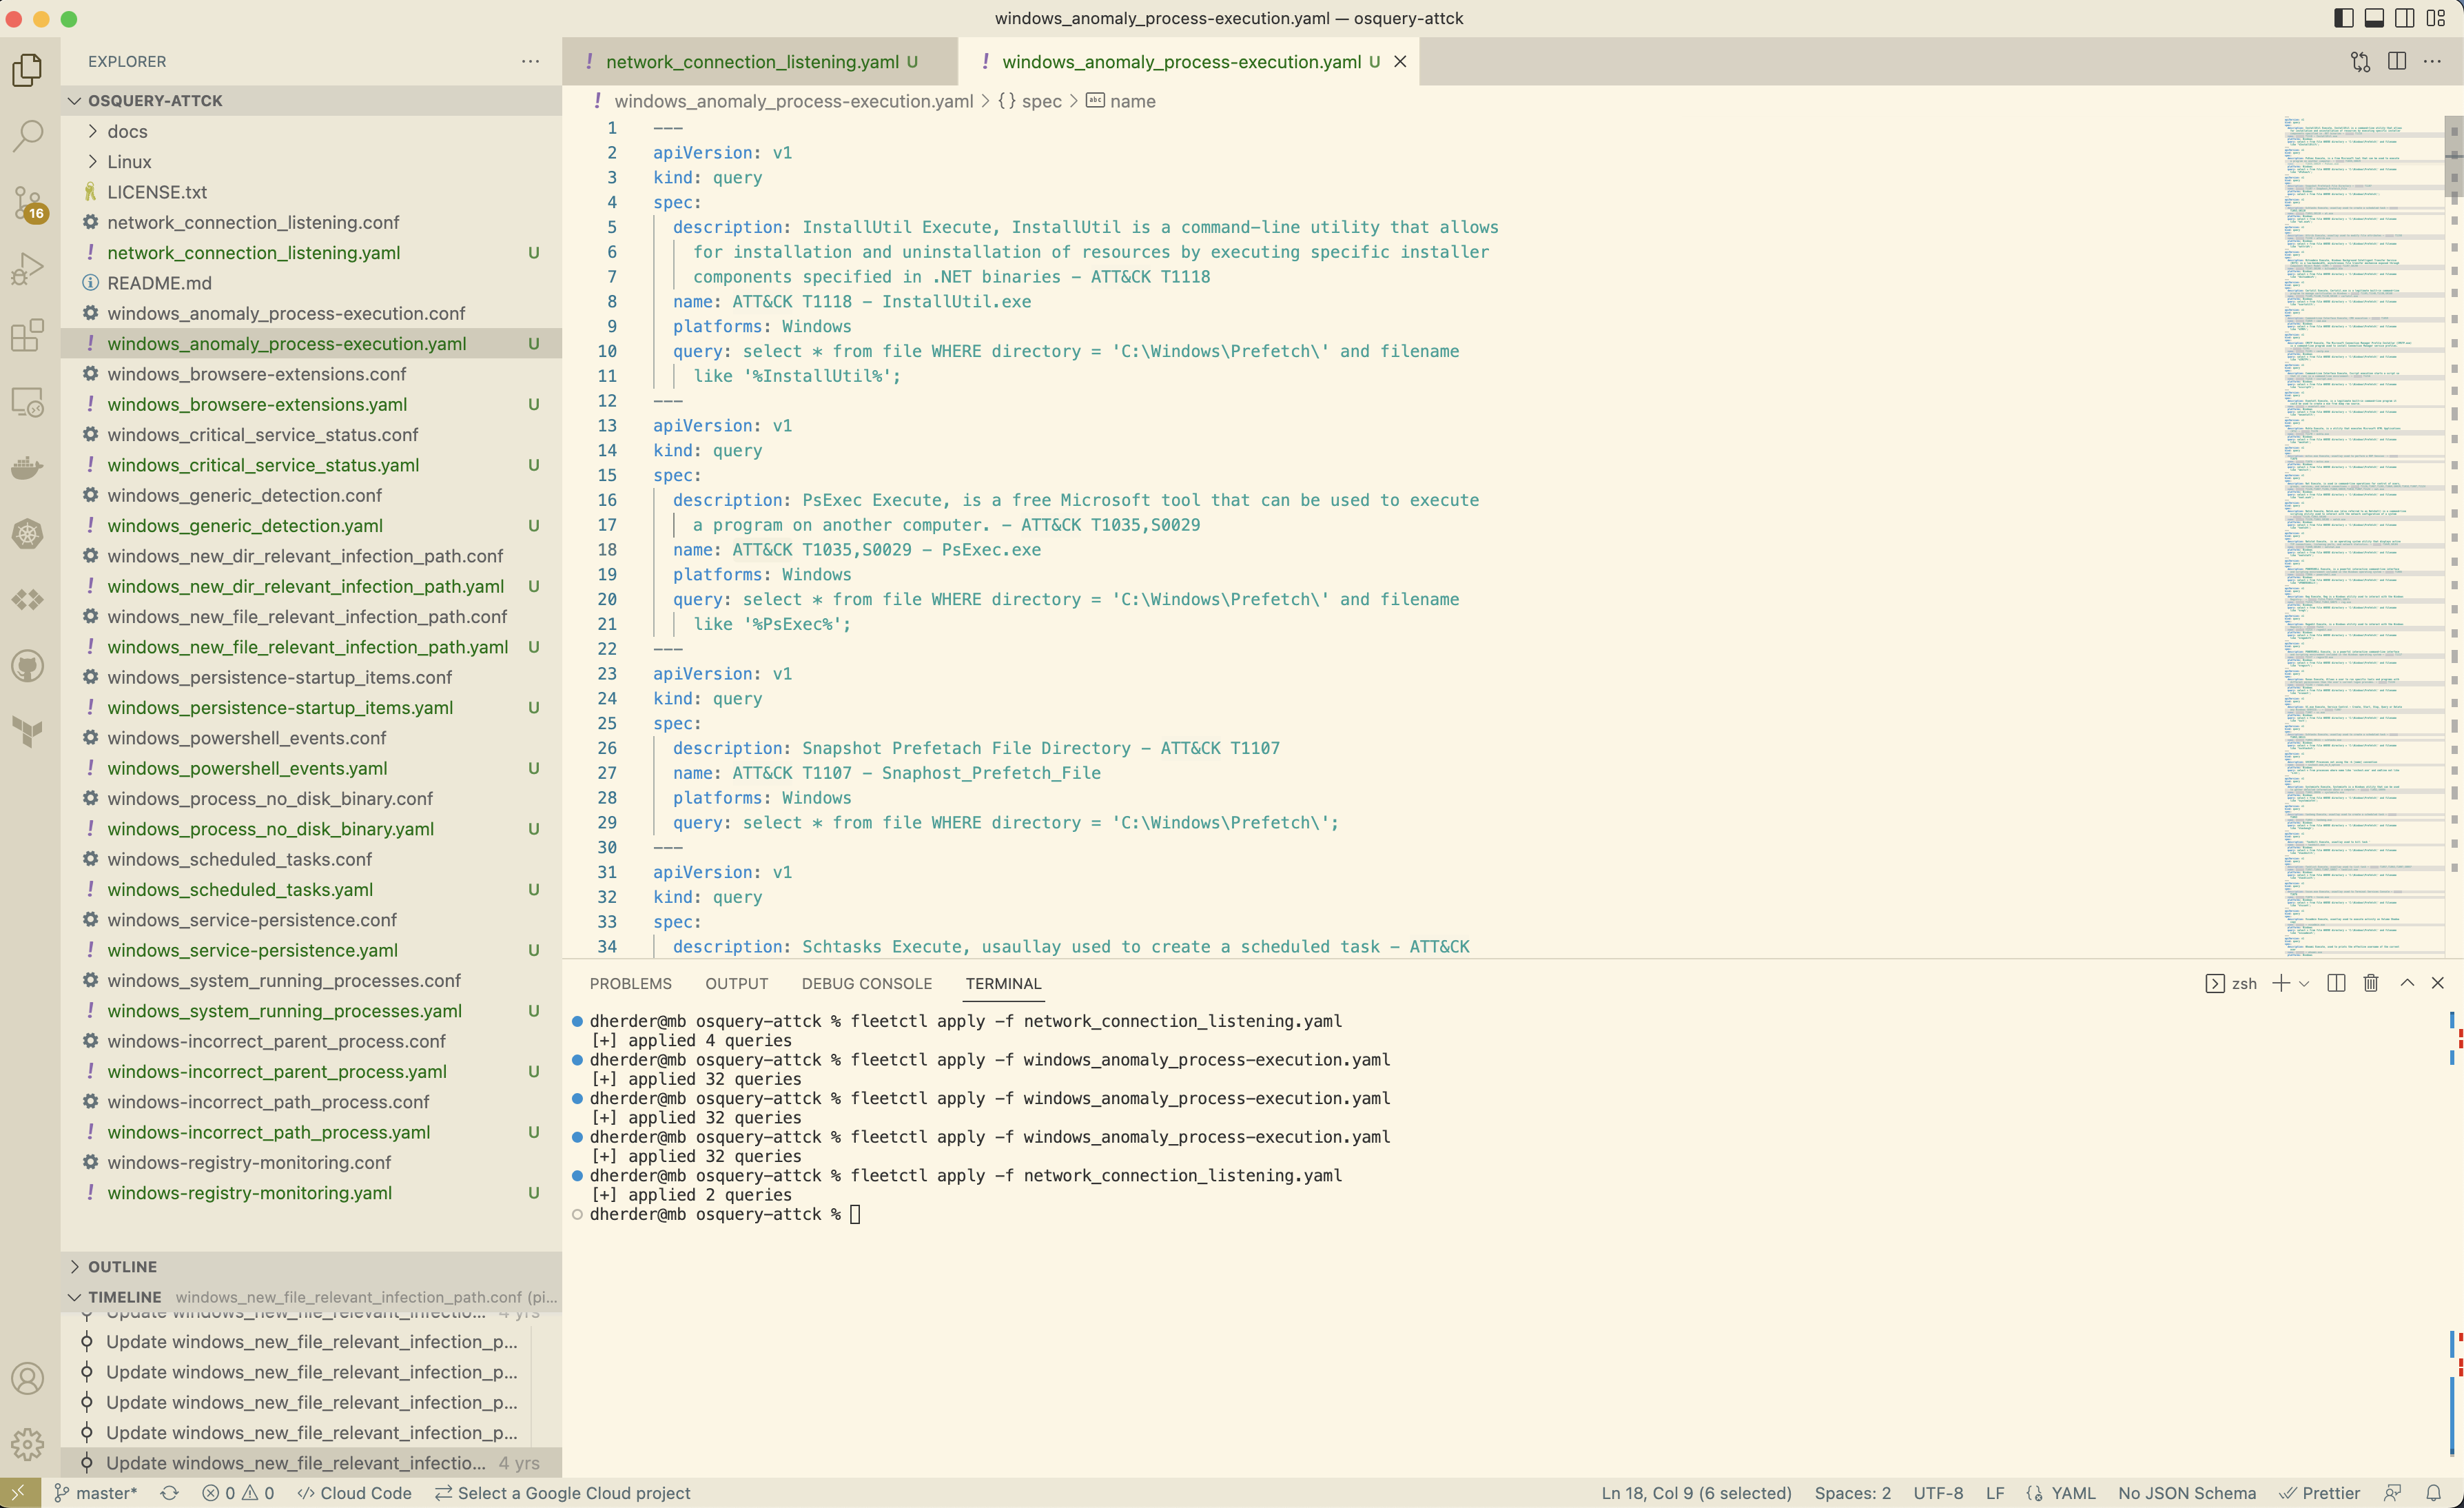 windows_anomaly_process-execution.yaml — osquery-attck
EXPLORER
OSQUERY-ATTCK
docs
Linux
LICENSE.txt
network_connection_listening.conf
network_connection_listening.yaml U
README.md
windows_anomaly_process-execution.conf
windows_anomaly_process-execution.yaml U
windows_browsere-extensions.conf
windows_browsere-extensions.yaml U
windows_critical_service_status.conf
windows_critical_service_status.yaml U
windows_generic_detection.conf
windows_generic_detection.yaml U
windows_new_dir_relevant_infection_path.conf
windows_new_dir_relevant_infection_path.yaml U
windows_new_file_relevant_infection_path.conf
windows_new_file_relevant_infection_path.yaml U
windows_persistence-startup_items.conf
windows_persistence-startup_items.yaml U
windows_powershell_events.conf
windows_powershell_events.yaml U
windows_process_no_disk_binary.conf
windows_process_no_disk_binary.yaml U
windows_scheduled_tasks.conf
windows_scheduled_tasks.yaml U
windows_service-persistence.conf
windows_service-persistence.yaml U
windows_system_running_processes.conf
windows_system_running_processes.yaml U
windows-incorrect_parent_process.conf
windows-incorrect_parent_process.yaml U
windows-incorrect_path_process.conf
windows-incorrect_path_process.yaml U
windows-registry-monitoring.conf
windows-registry-monitoring.yaml U
OUTLINE
TIMELINE windows_new_file_relevant_infection_path.conf (pi...
Update windows_new_file_relevant_infectio... 4 yrs
Update windows_new_file_relevant_infection_p...
Update windows_new_file_relevant_infection_p...
Update windows_new_file_relevant_infection_p...
Update windows_new_file_relevant_infection_p...
Update windows_new_file_relevant_infectio... 4 yrs
16
network_connection_listening.yaml U
windows_anomaly_process-execution.yaml U
windows_anomaly_process-execution.yaml > {} spec > abc name
1 ---
2 apiVersion: v1
3 kind: query
4 spec:
5 description: InstallUtil Execute, InstallUtil is a command-line utility that allows
6 for installation and uninstallation of resources by executing specific installer
7 components specified in .NET binaries - ATT&CK T1118
8 name: ATT&CK T1118 - InstallUtil.exe
9 platforms: Windows
10 query: select * from file WHERE directory = 'C:\Windows\Prefetch\' and filename
11 like '%InstallUtil%';
12 ---
13 apiVersion: v1
14 kind: query
15 spec:
16 description: PsExec Execute, is a free Microsoft tool that can be used to execute
17 a program on another computer. - ATT&CK T1035,S0029
18 name: ATT&CK T1035,S0029 - PsExec.exe
19 platforms: Windows
20 query: select * from file WHERE directory = 'C:\Windows\Prefetch\' and filename
21 like '%PsExec%';
22 ---
23 apiVersion: v1
24 kind: query
25 spec:
26 description: Snapshot Prefetach File Directory - ATT&CK T1107
27 name: ATT&CK T1107 - Snaphost_Prefetch_File
28 platforms: Windows
29 query: select * from file WHERE directory = 'C:\Windows\Prefetch\';
30 ---
31 apiVersion: v1
32 kind: query
33 spec:
34 description: Schtasks Execute, usaullay used to create a scheduled task - ATT&CK
PROBLEMS OUTPUT DEBUG CONSOLE TERMINAL
zsh
dherder@mb osquery-attck % fleetctl apply -f network_connection_listening.yaml
[+] applied 4 queries
dherder@mb osquery-attck % fleetctl apply -f windows_anomaly_process-execution.yaml
[+] applied 32 queries
dherder@mb osquery-attck % fleetctl apply -f windows_anomaly_process-execution.yaml
[+] applied 32 queries
dherder@mb osquery-attck % fleetctl apply -f windows_anomaly_process-execution.yaml
[+] applied 32 queries
dherder@mb osquery-attck % fleetctl apply -f network_connection_listening.yaml
[+] applied 2 queries
dherder@mb osquery-attck %
master* 0 0 Cloud Code Select a Google Cloud project Ln 18, Col 9 (6 selected) Spaces: 2 UTF-8 LF YAML No JSON Schema Prettier